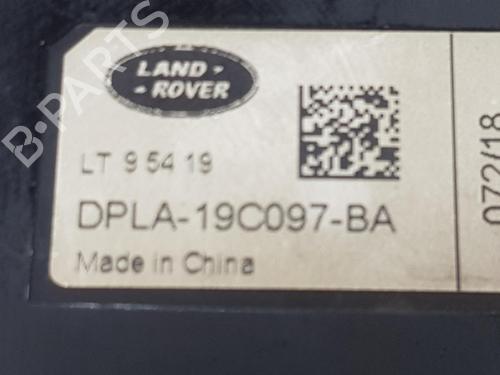 LAND
ROVER
LT 9 54 19
DPLA-19C097-BA
Made in China
072/18
B-PARTS